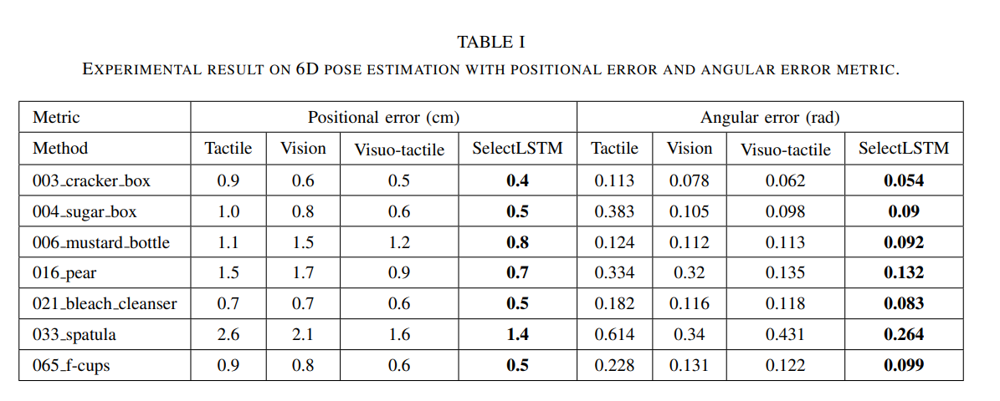 TABLE I
EXPERIMENTAL RESULT ON 6D POSE ESTIMATION WITH POSITIONAL ERROR AND ANGULAR ERROR METRIC.
Metric Positional error (cm) Angular error (rad)
Method Tactile Vision Visuo-tactile SelectLSTM Tactile Vision Visuo-tactile SelectLSTM
003_cracker_box 0.9 0.6 0.5 0.4 0.113 0.078 0.062 0.054
004_sugar_box 1.0 0.8 0.6 0.5 0.383 0.105 0.098 0.09
006_mustard_bottle 1.1 1.5 1.2 0.8 0.124 0.112 0.113 0.092
016_pear 1.5 1.7 0.9 0.7 0.334 0.32 0.135 0.132
021_bleach_cleanser 0.7 0.7 0.6 0.5 0.182 0.116 0.118 0.083
033_spatula 2.6 2.1 1.6 1.4 0.614 0.34 0.431 0.264
065_f-cups 0.9 0.8 0.6 0.5 0.228 0.131 0.122 0.099